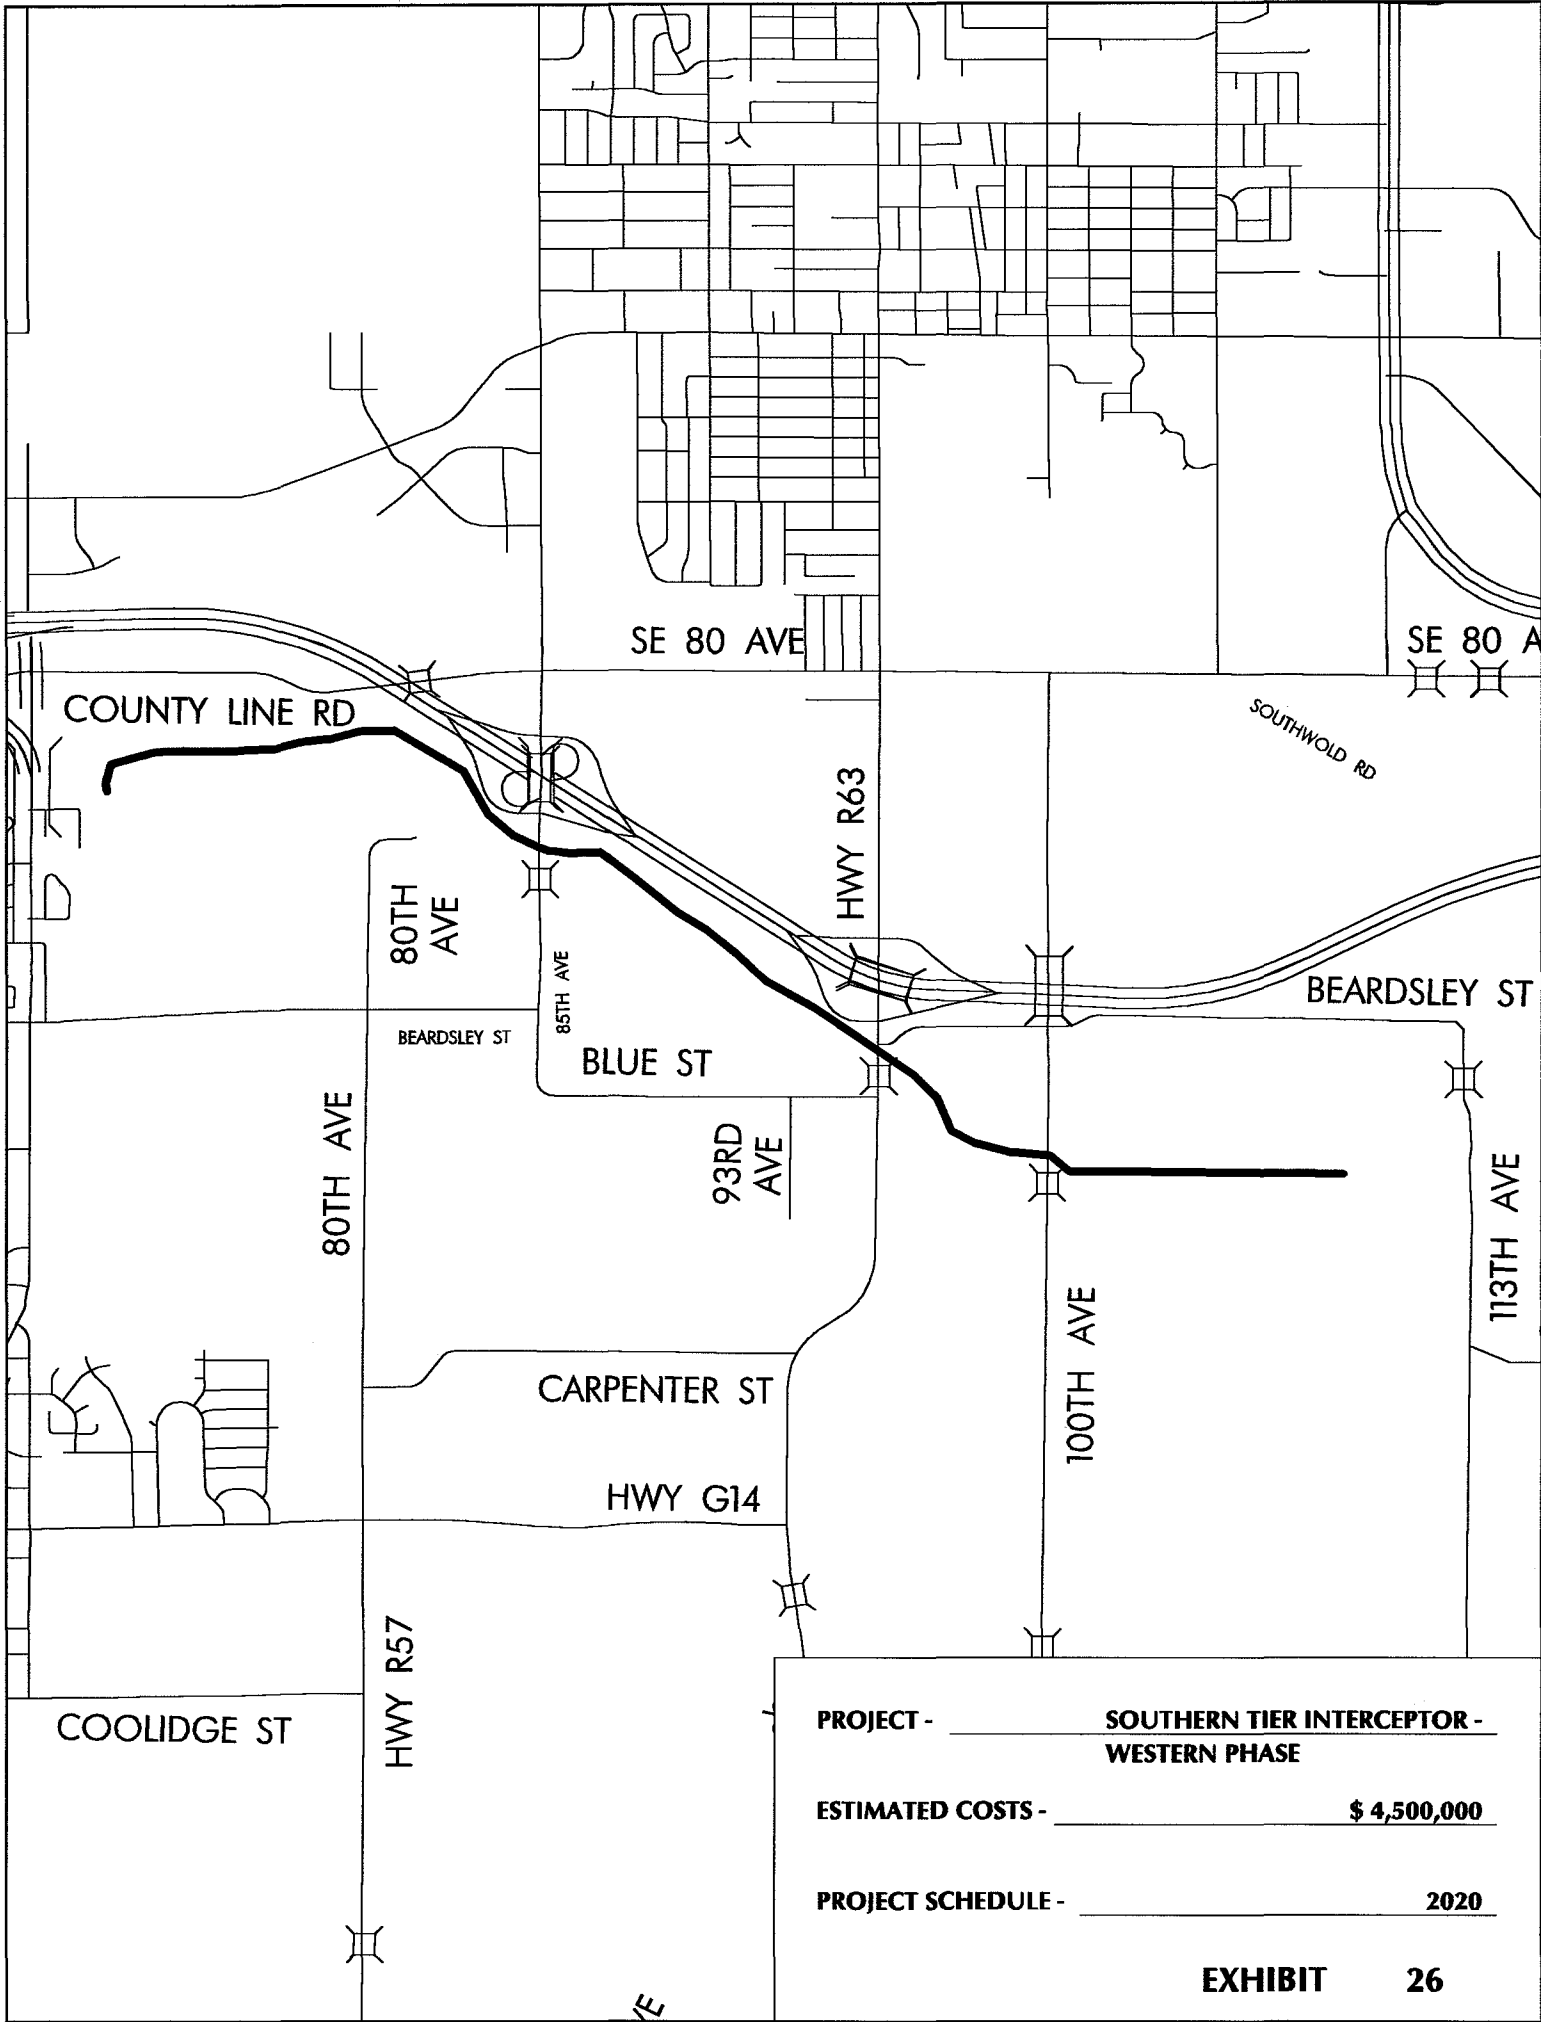 SE 80 AVE
SE 80 A
COUNTY LINE RD
SOUTHWOLD RD
HWY R63
80TH
AVE
85TH AVE
BEARDSLEY ST
BEARDSLEY ST
BLUE ST
80TH AVE
93RD
AVE
113TH AVE
100TH AVE
CARPENTER ST
HWY G14
HWY R57
COOLIDGE ST
PROJECT - SOUTHERN TIER INTERCEPTOR -
WESTERN PHASE
ESTIMATED COSTS - $ 4,500,000
PROJECT SCHEDULE - 2020
EXHIBIT 26
VE